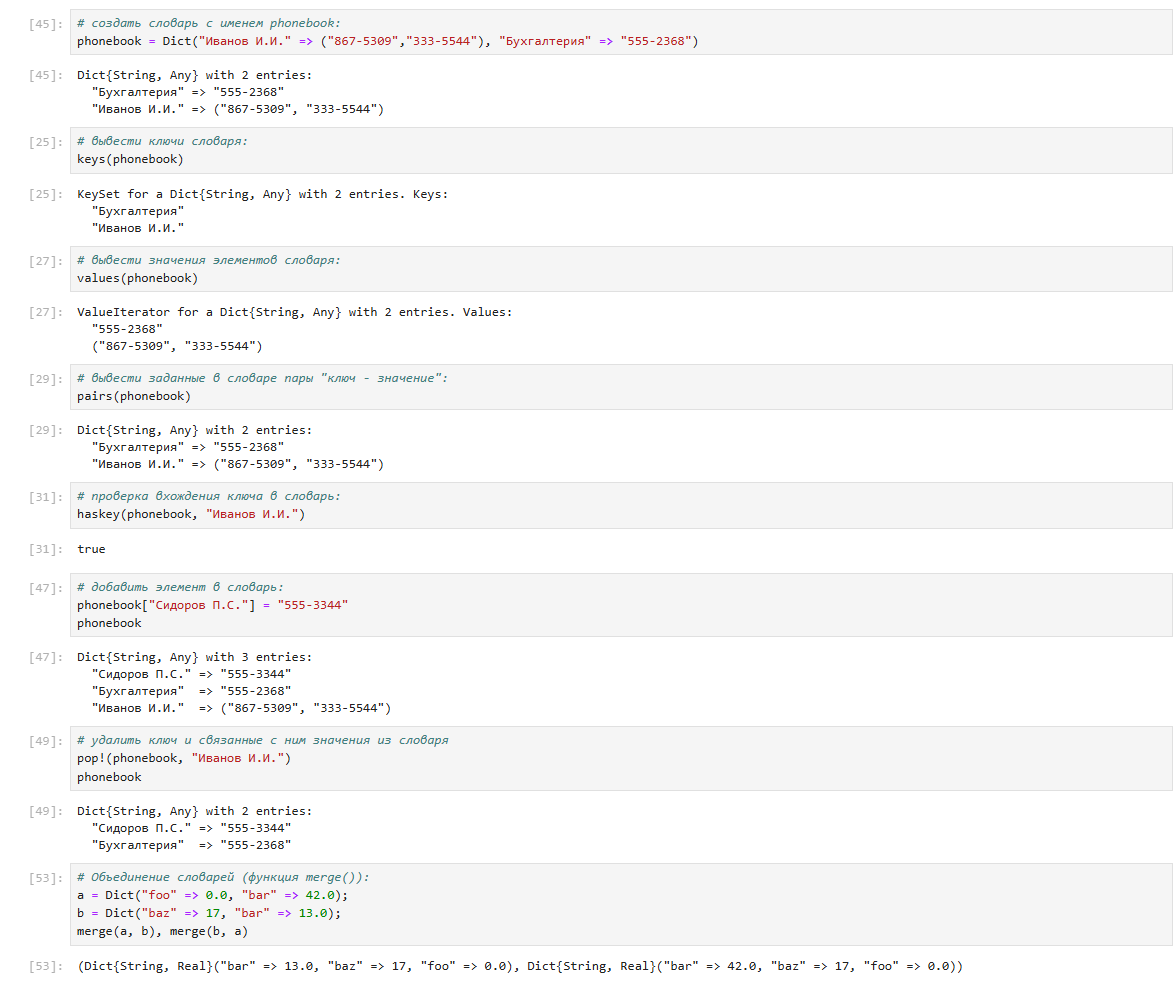 [45]: # создать словарь с именем phonebook:
phonebook = Dict("Иванов И.И." => ("867-5309","333-5544"), "Бухгалтерия" => "555-2368")
[45]: Dict{String, Any} with 2 entries:
"Бухгалтерия" => "555-2368"
"Иванов И.И." => ("867-5309", "333-5544")
[25]: # вывести ключи словаря:
keys(phonebook)
[25]: KeySet for a Dict{String, Any} with 2 entries. Keys:
"Бухгалтерия"
"Иванов И.И."
[27]: # вывести значения элементов словаря:
values(phonebook)
[27]: ValueIterator for a Dict{String, Any} with 2 entries. Values:
"555-2368"
("867-5309", "333-5544")
[29]: # вывести заданные в словаре пары "ключ - значение":
pairs(phonebook)
[29]: Dict{String, Any} with 2 entries:
"Бухгалтерия" => "555-2368"
"Иванов И.И." => ("867-5309", "333-5544")
[31]: # проверка вхождения ключа в словарь:
haskey(phonebook, "Иванов И.И.")
[31]: true
[47]: # добавить элемент в словарь:
phonebook["Сидоров П.С."] = "555-3344"
phonebook
[47]: Dict{String, Any} with 3 entries:
"Сидоров П.С." => "555-3344"
"Бухгалтерия"  => "555-2368"
"Иванов И.И."  => ("867-5309", "333-5544")
[49]: # удалить ключ и связанные с ним значения из словаря
pop!(phonebook, "Иванов И.И.")
phonebook
[49]: Dict{String, Any} with 2 entries:
"Сидоров П.С." => "555-3344"
"Бухгалтерия"  => "555-2368"
[53]: # Объединение словарей (функция merge()):
a = Dict("foo" => 0.0, "bar" => 42.0);
b = Dict("baz" => 17, "bar" => 13.0);
merge(a, b), merge(b, a)
[53]: (Dict{String, Real}("bar" => 13.0, "baz" => 17, "foo" => 0.0), Dict{String, Real}("bar" => 42.0, "baz" => 17, "foo" => 0.0))